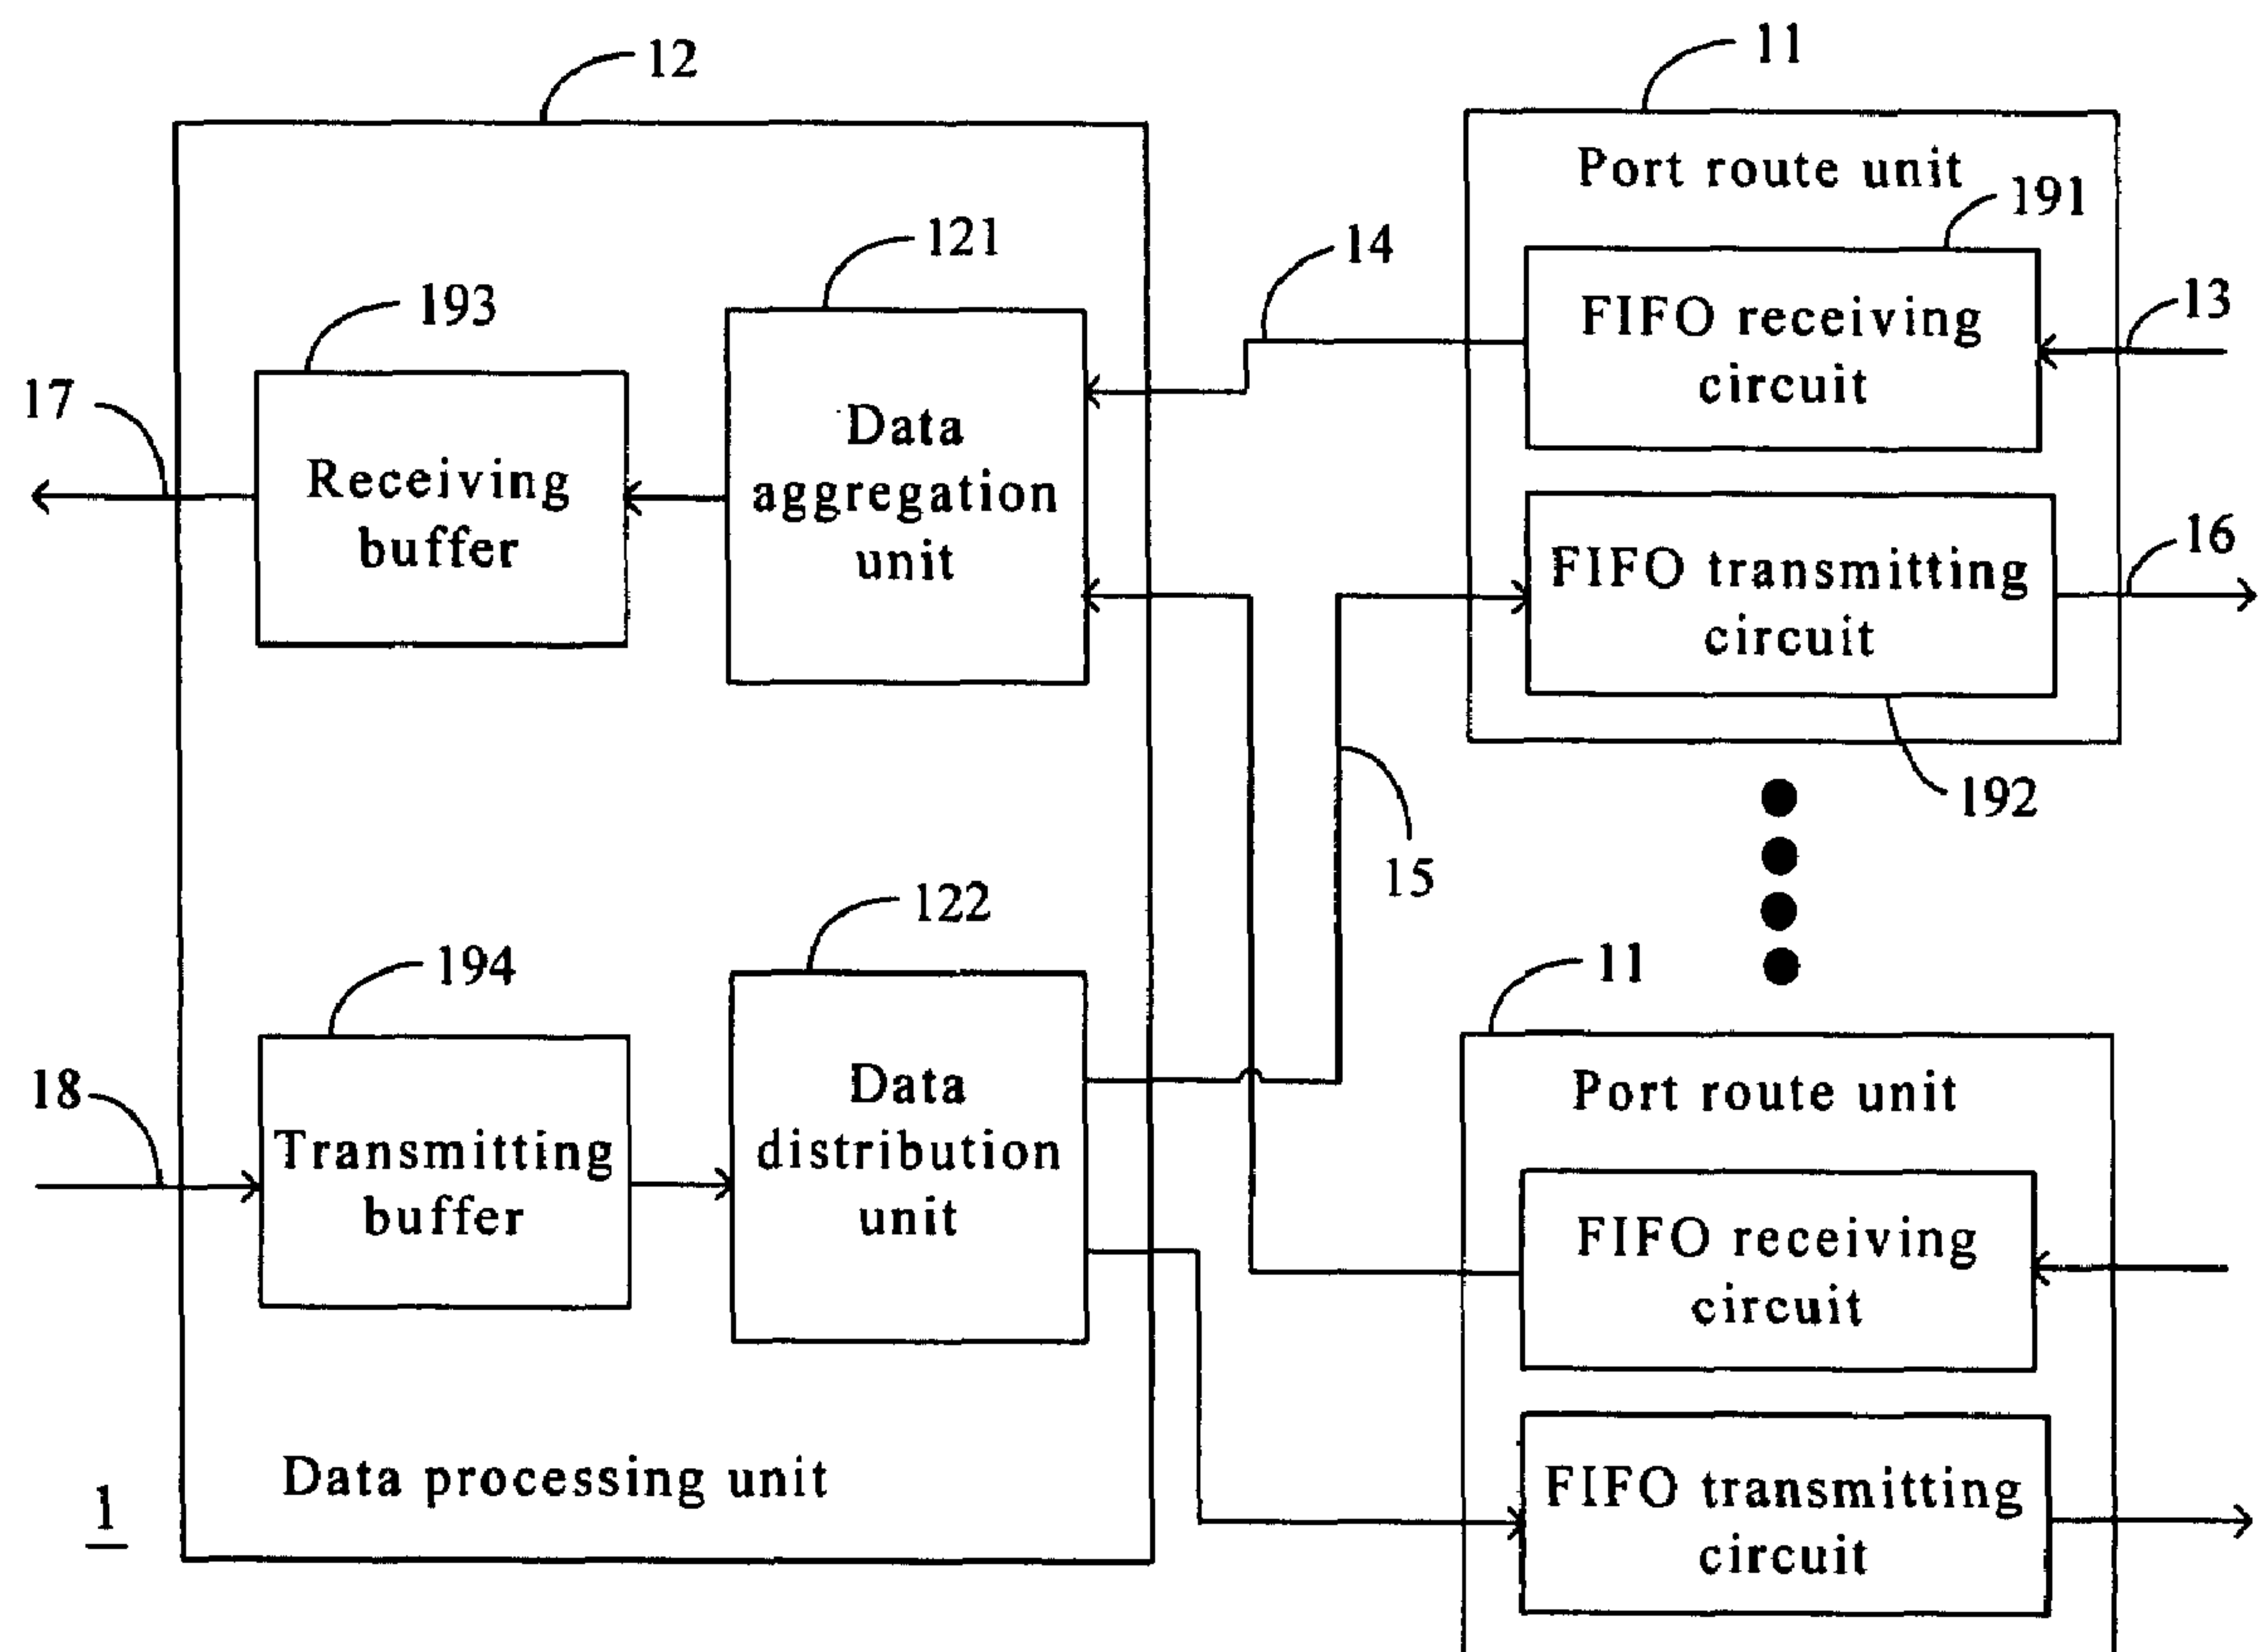 12
11
Port route unit
191
121
14
193
13
FIFO receiving
circuit
17
Data
aggregation
unit
Receiving
buffer
16
FIFO transmitting
circuit
192
15
122
194
11
18
Data
distribution
unit
Port route unit
Transmitting
buffer
FIFO receiving
circuit
Data processing unit
1
FIFO transmitting
circuit